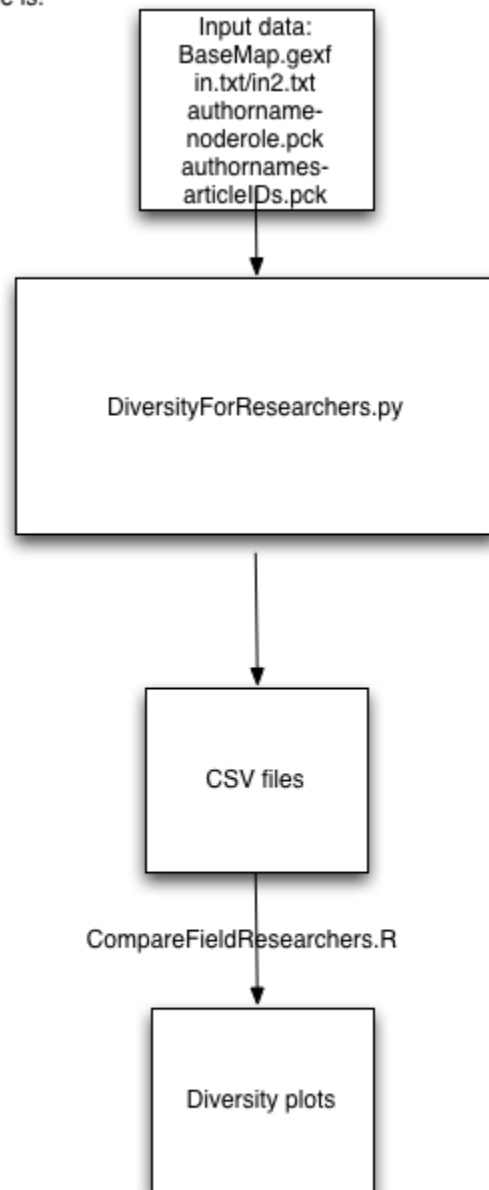 is:
Input data:
BaseMap.gexf
in.txt/in2.txt
authorname-
noderole.pck
authornames-
articleIDs.pck
DiversityForResearchers.py
CSV files
CompareFieldResearchers.R
Diversity plots